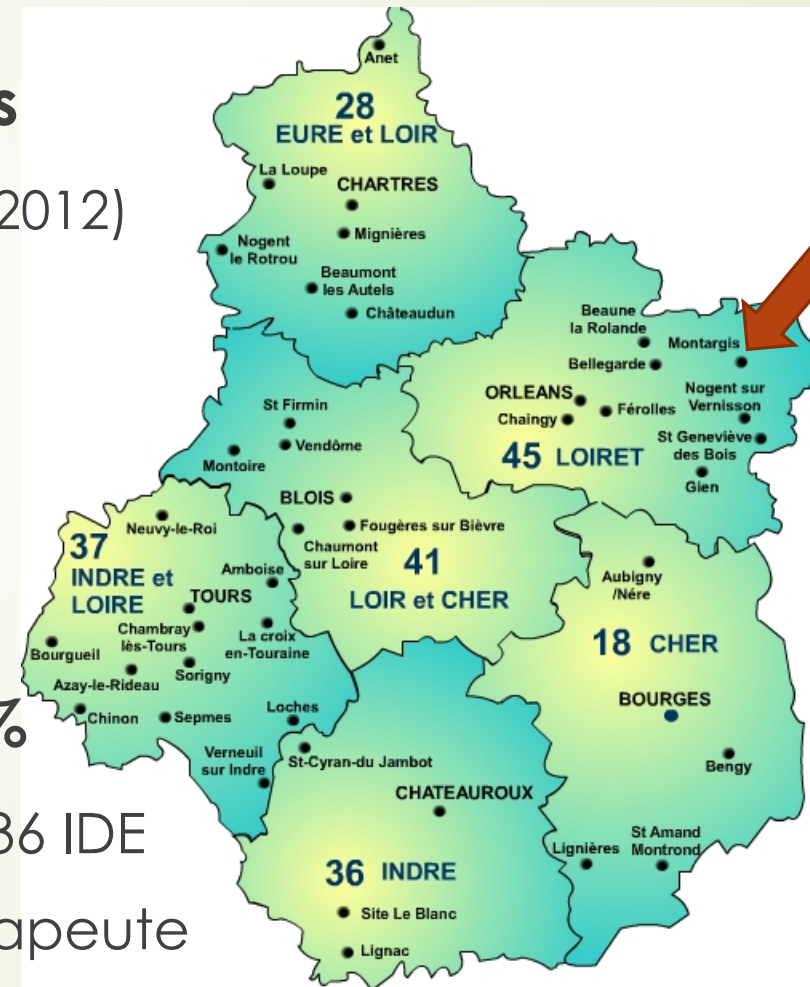 s
2012)
%
36 IDE
apeute
Anet
28
EURE et LOIR
La Loupe
CHARTRES
Mignières
Nogent
le Rotrou
Beaumont
les Autels
Châteaudun
Beaune
la Rolande
Montargis
Bellegarde
Nogent sur
Vernisson
ORLEANS
Férolles
Chaingy
St Geneviève
des Bois
45 LOIRET
Gien
St Firmin
Vendôme
Montoire
BLOIS
Fougères sur Bièvre
Chaumont
sur Loire
41
LOIR et CHER
Neuvy-le-Roi
37
INDRE et
LOIRE
Amboise
TOURS
Chambray
lès-Tours
La croix
en-Touraine
Bourgueil
Sorigny
Azay-le-Rideau
Chinon
Sepmes
Loches
Verneuil
sur Indre
Aubigny
/Nére
18 CHER
BOURGES
Bengy
St Amand
Montrond
Lignières
St-Cyran-du Jambot
CHATEAUROUX
36 INDRE
Site Le Blanc
Lignac